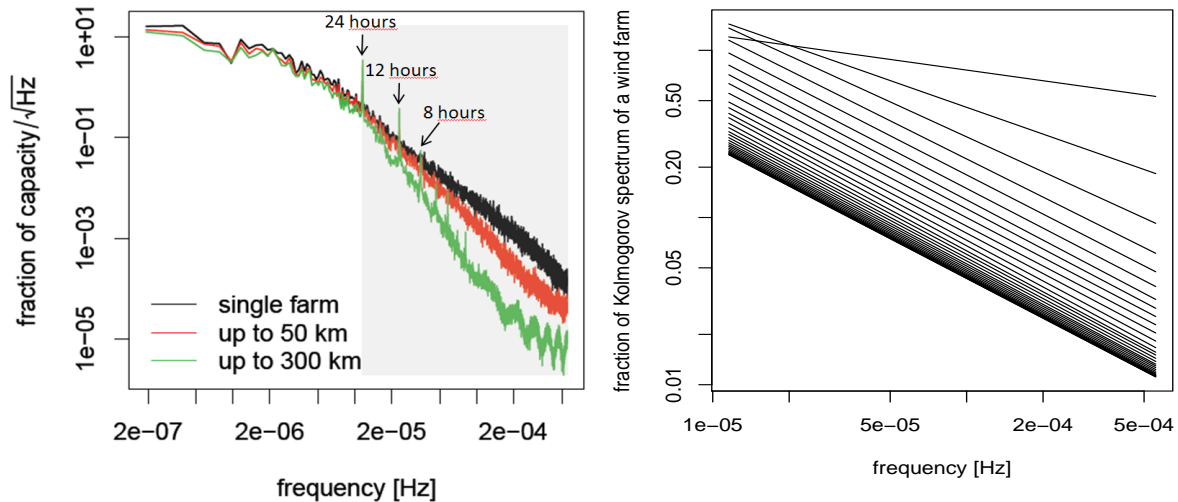 24 hours
12 hours
8 hours
fraction of capacity/√Hz
1e+01
1e−01
1e−03
1e−05
single farm
up to 50 km
up to 300 km
2e−07
2e−06
2e−05
2e−04
frequency [Hz]
fraction of Kolmogorov spectrum of a wind farm
0.50
0.20
0.05
0.01
1e−05
5e−05
2e−04
5e−04
frequency [Hz]